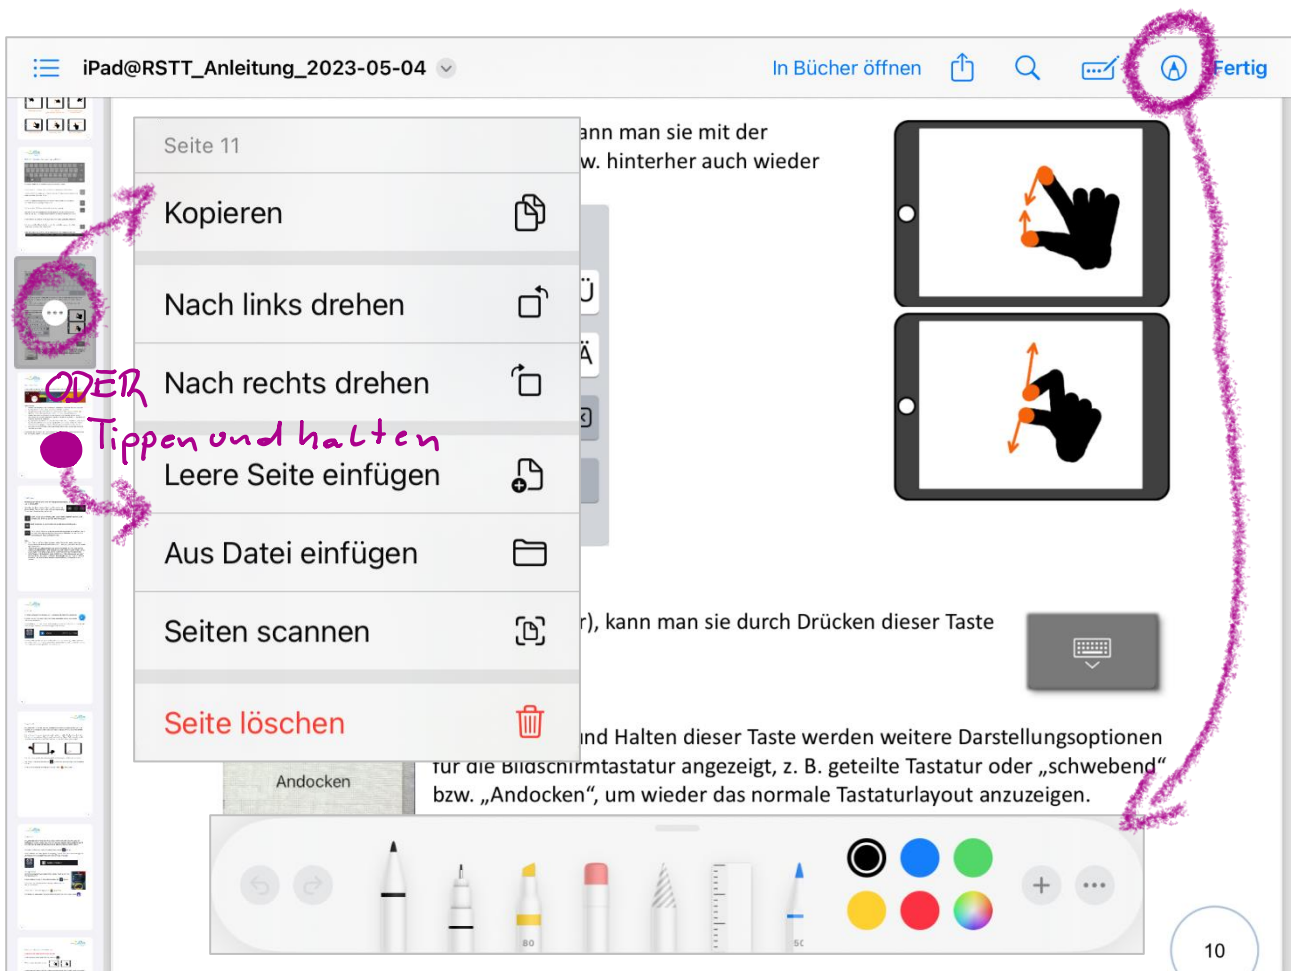 iPad@RSTT_Anleitung_2023-05-04
In Bücher öffnen
Fertig
Seite 11
ann man sie mit der
w. hinterher auch wieder
Kopieren
Nach links drehen
Ü
Nach rechts drehen
Ä
ODER
Tippen und halten
Leere Seite einfügen
Aus Datei einfügen
Seiten scannen
r), kann man sie durch Drücken dieser Taste
Seite löschen
nd Halten dieser Taste werden weitere Darstellungsoptionen
für die Bildschirmtastatur angezeigt, z. B. geteilte Tastatur oder „schwebend“
Andocken
bzw. „Andocken“, um wieder das normale Tastaturlayout anzuzeigen.
80
10